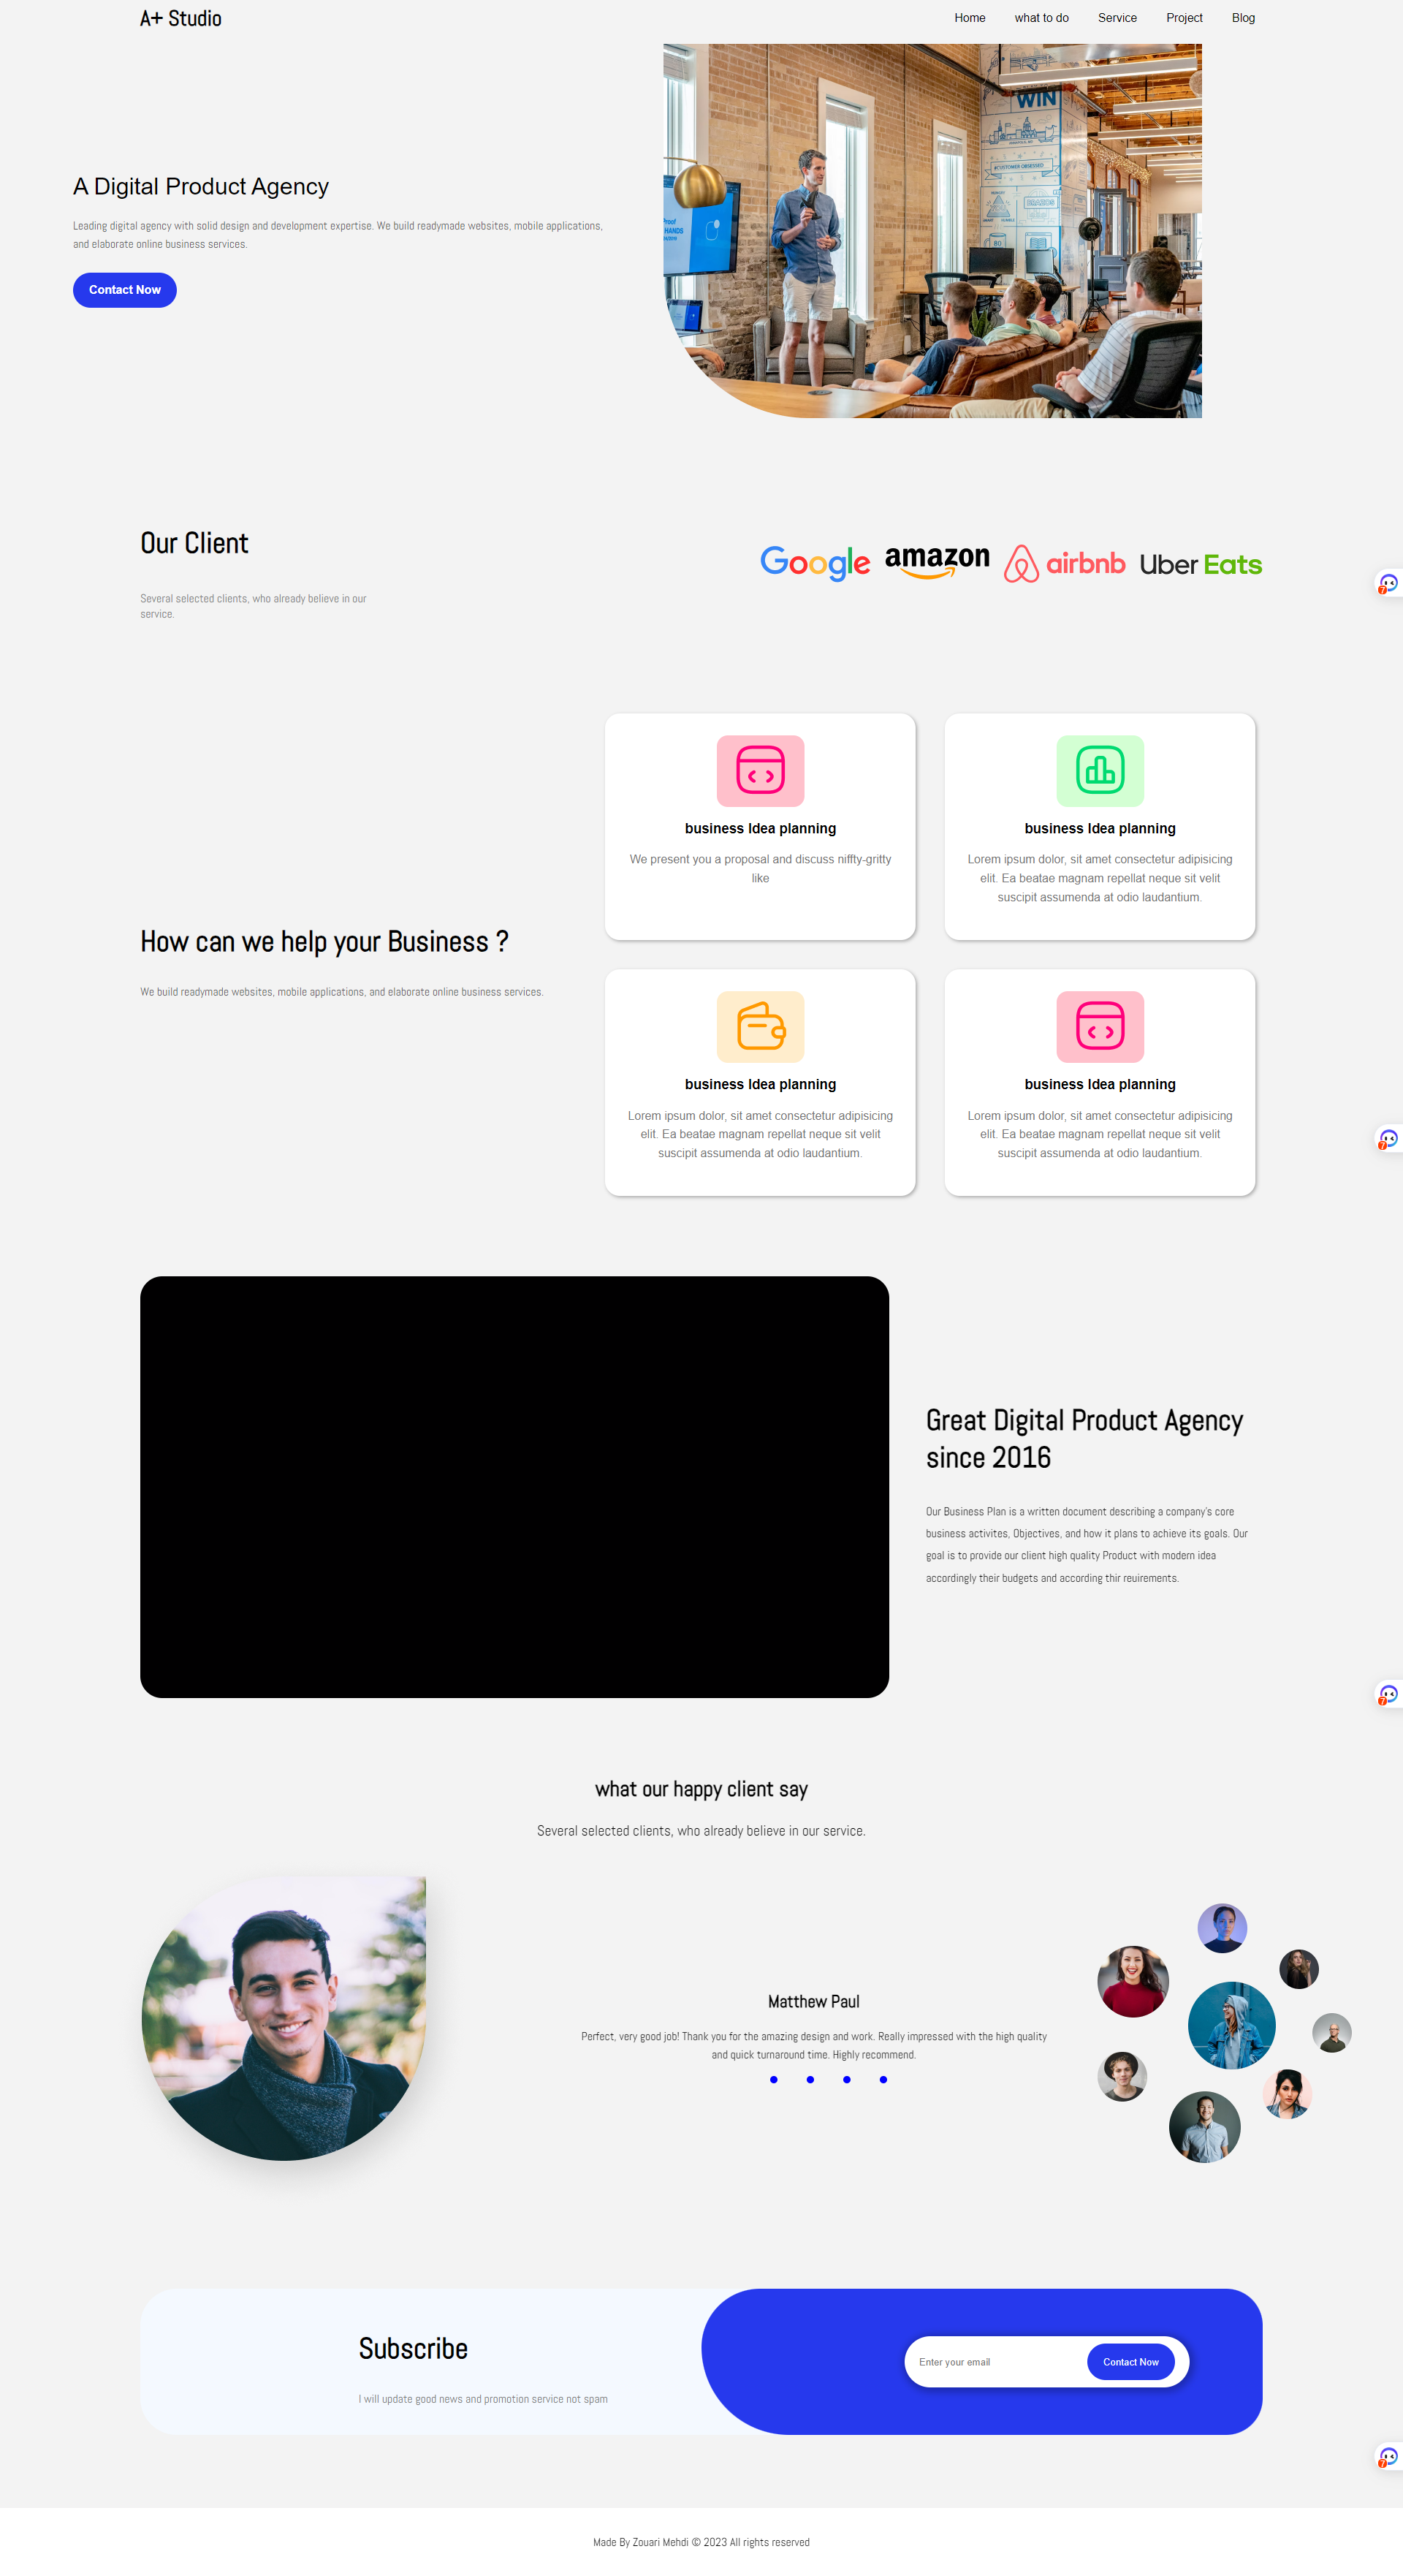 A+ Studio
Home
what to do
Service
Project
Blog
WIN
#CUSTOMER OBSESSED
BRAZOS
80
Proof
HANDS
A Digital Product Agency
Leading digital agency with solid design and development expertise. We build readymade websites, mobile applications,
and elaborate online business services.
Contact Now
Our Client
Several selected clients, who already believe in our
service.
Google
amazon
airbnb
Uber Eats
7
business Idea planning
We present you a proposal and discuss niffty-gritty
like
business Idea planning
Lorem ipsum dolor, sit amet consectetur adipisicing
elit. Ea beatae magnam repellat neque sit velit
suscipit assumenda at odio laudantium.
How can we help your Business ?
We build readymade websites, mobile applications, and elaborate online business services.
business Idea planning
Lorem ipsum dolor, sit amet consectetur adipisicing
elit. Ea beatae magnam repellat neque sit velit
suscipit assumenda at odio laudantium.
business Idea planning
Lorem ipsum dolor, sit amet consectetur adipisicing
elit. Ea beatae magnam repellat neque sit velit
suscipit assumenda at odio laudantium.
7
Great Digital Product Agency
since 2016
Our Business Plan is a written document describing a company's core
business activites, Objectives, and how it plans to achieve its goals. Our
goal is to provide our client high quality Product with modern idea
accordingly their budgets and according thir reuirements.
7
what our happy client say
Several selected clients, who already believe in our service.
Matthew Paul
Perfect, very good job! Thank you for the amazing design and work. Really impressed with the high quality
and quick turnaround time. Highly recommend.
Subscribe
I will update good news and promotion service not spam
Enter your email
Contact Now
7
Made By Zouari Mehdi © 2023 All rights reserved